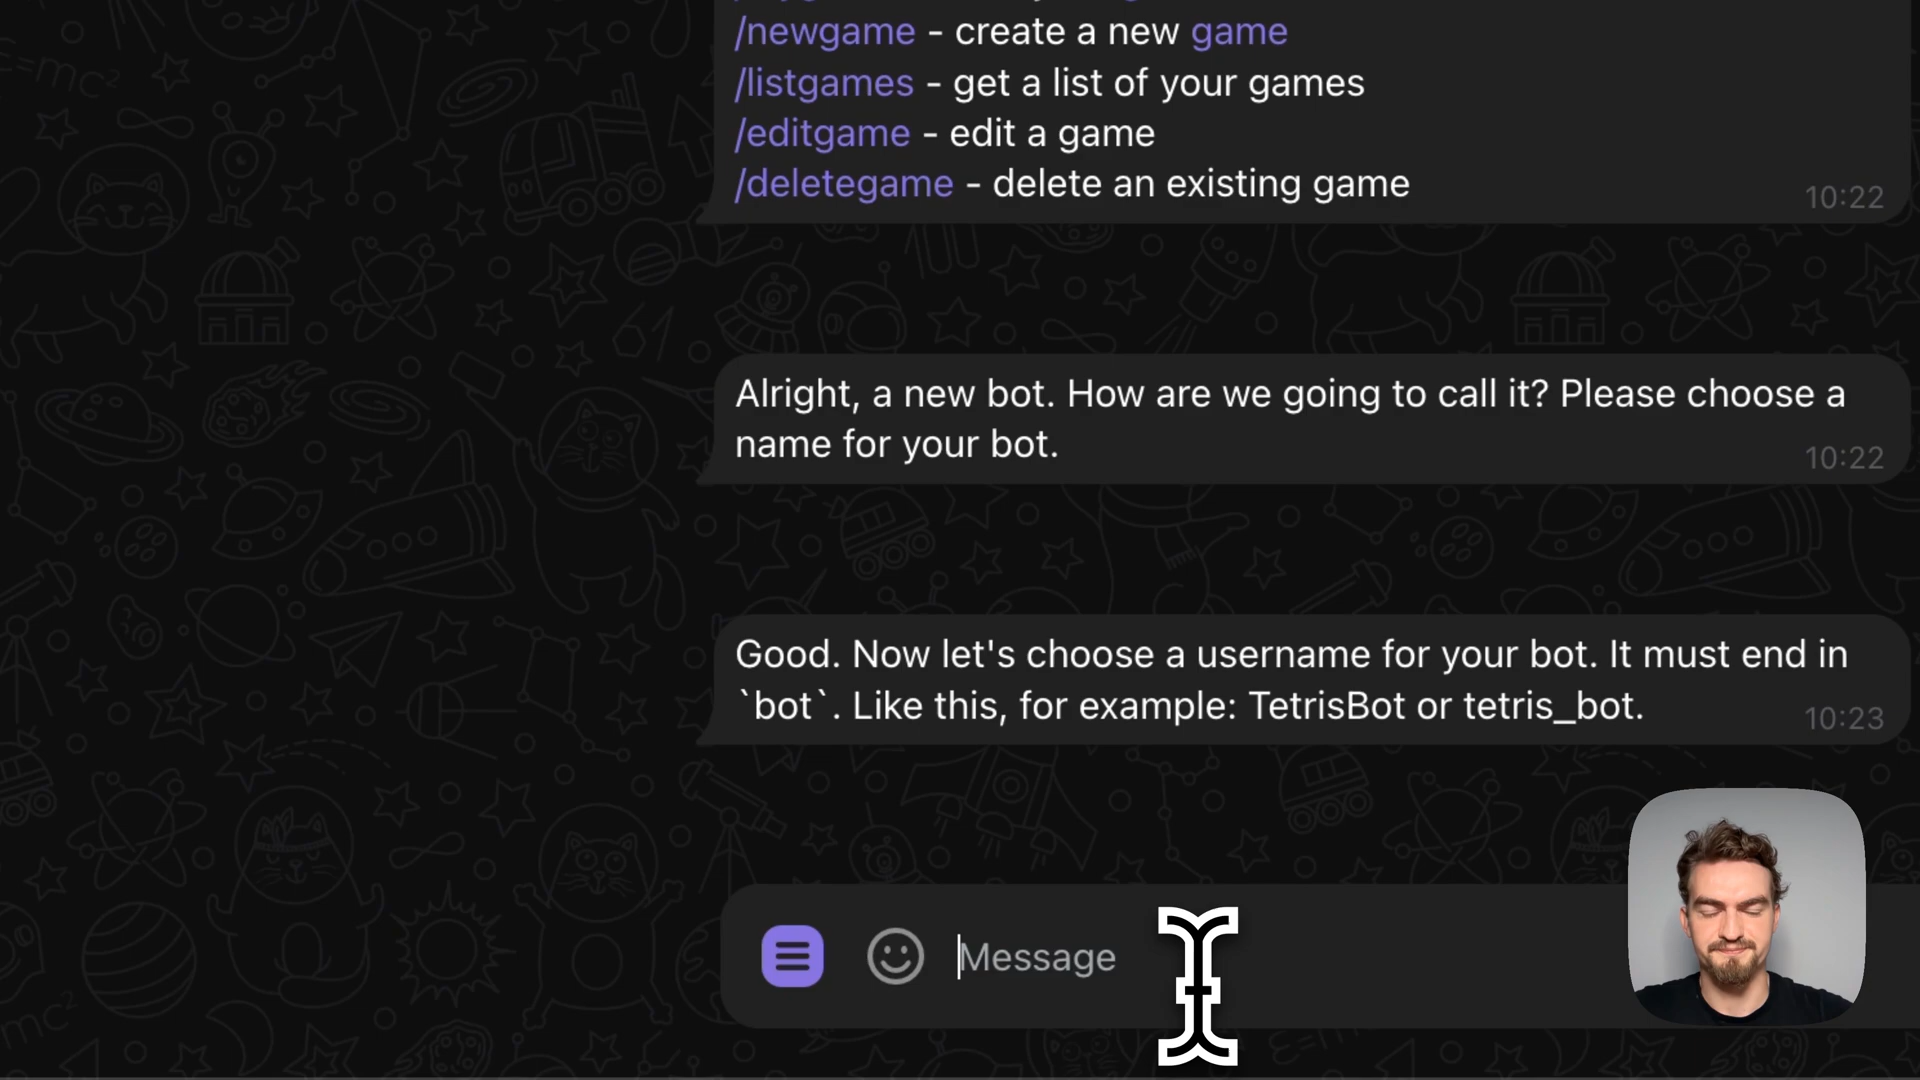 /newgame - create a new game
/listgames - get a list of your games
/editgame - edit a game
/deletegame - delete an existing game
10:22
Alright, a new bot. How are we going to call it? Please choose a
name for your bot.
10:22
Good. Now let's choose a username for your bot. It must end in
`bot`. Like this, for example: TetrisBot or tetris_bot.
10:23
Message